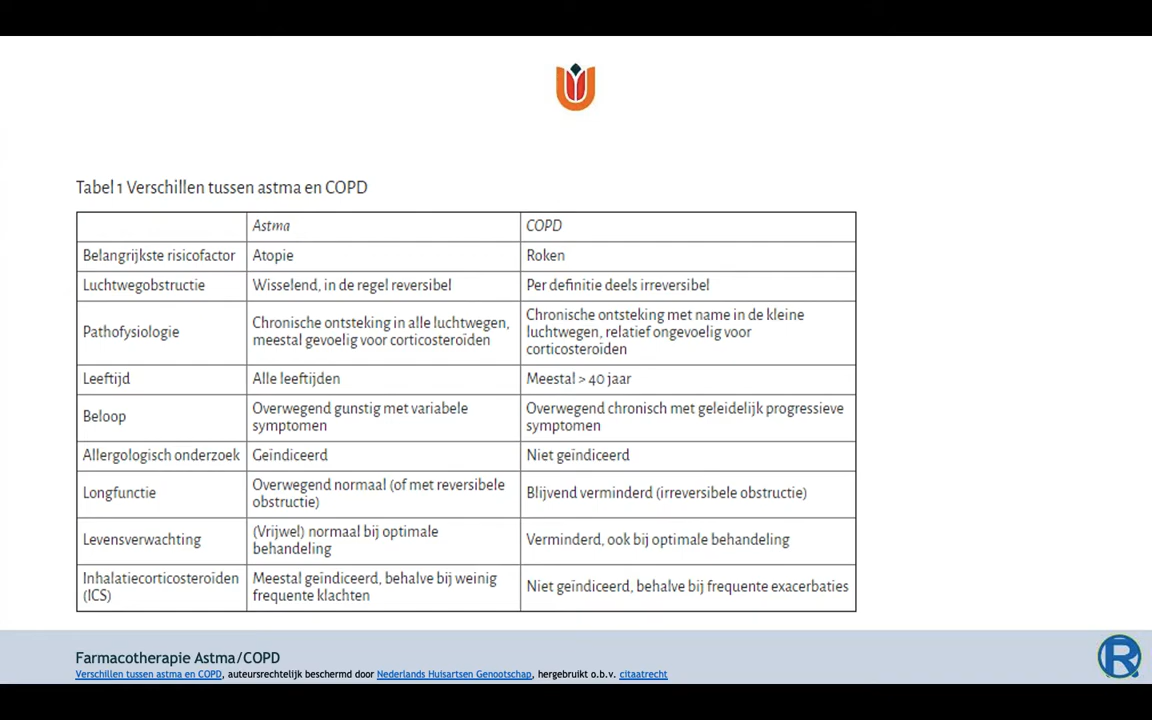 Tabel 1 Verschillen tussen astma en COPD
Astma
COPD
Belangrijkste risicofactor
Atopie
Roken
Luchtwegobstructie
Wisselend, in de regel reversibel
Per definitie deels irreversibel
Pathofysiologie
Chronische ontsteking in alle luchtwegen,
meestal gevoelig voor corticosteroïden
Chronische ontsteking met name in de kleine
luchtwegen, relatief ongevoelig voor
corticosteroïden
Leeftijd
Alle leeftijden
Meestal > 40 jaar
Beloop
Overwegend gunstig met variabele
symptomen
Overwegend chronisch met geleidelijk progressieve
symptomen
Allergologisch onderzoek
Geïndiceerd
Niet geïndiceerd
Longfunctie
Overwegend normaal (of met reversibele
obstructie)
Blijvend verminderd (irreversibele obstructie)
Levensverwachting
(Vrijwel) normaal bij optimale
behandeling
Verminderd, ook bij optimale behandeling
Inhalatiecorticosteroïden
(ICS)
Meestal geïndiceerd, behalve bij weinig
frequente klachten
Niet geïndiceerd, behalve bij frequente exacerbaties
Farmacotherapie Astma/COPD
Verschillen tussen astma en COPD, auteursrechtelijk beschermd door Nederlands Huisartsen Genootschap, hergebruikt o.b.v. citaatrecht
R